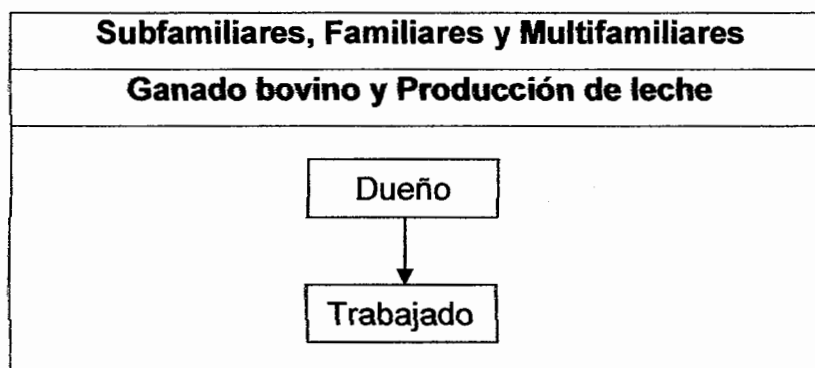 Subfamiliares, Familiares y Multifamiliares
Ganado bovino y Producción de leche
Dueño
Trabajado